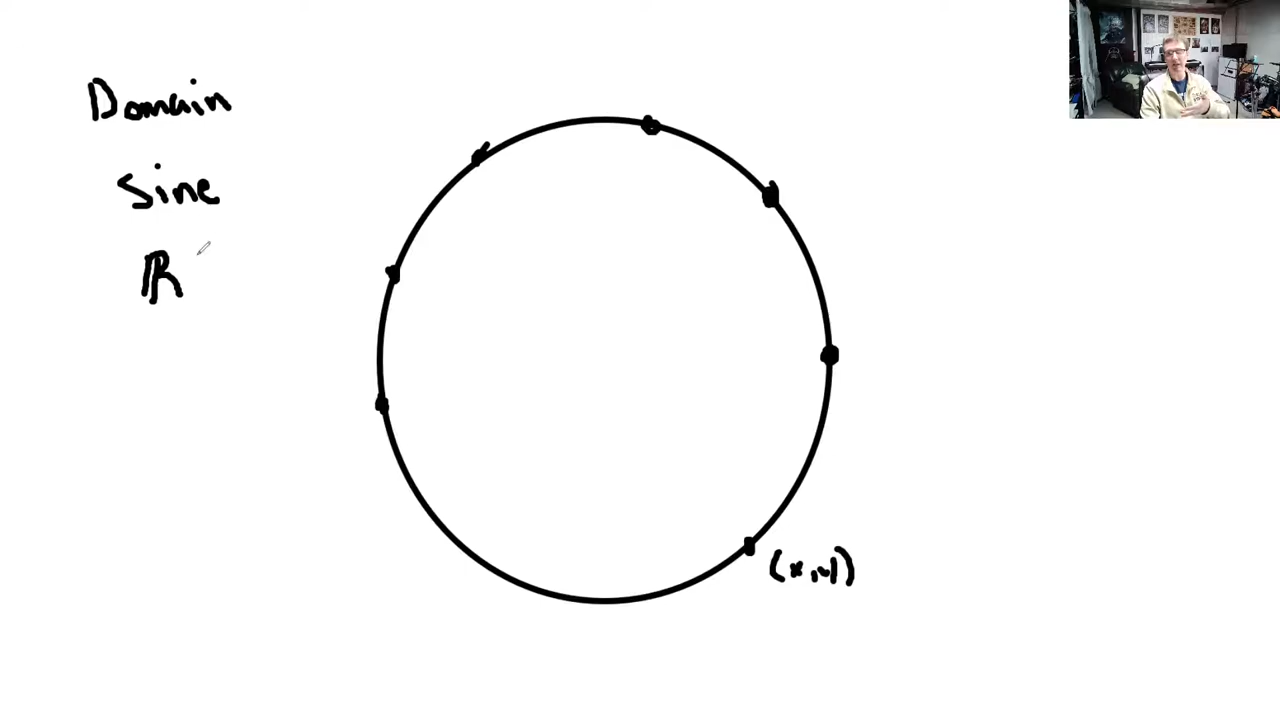 Domain
Sine
ℝ
(x,y)